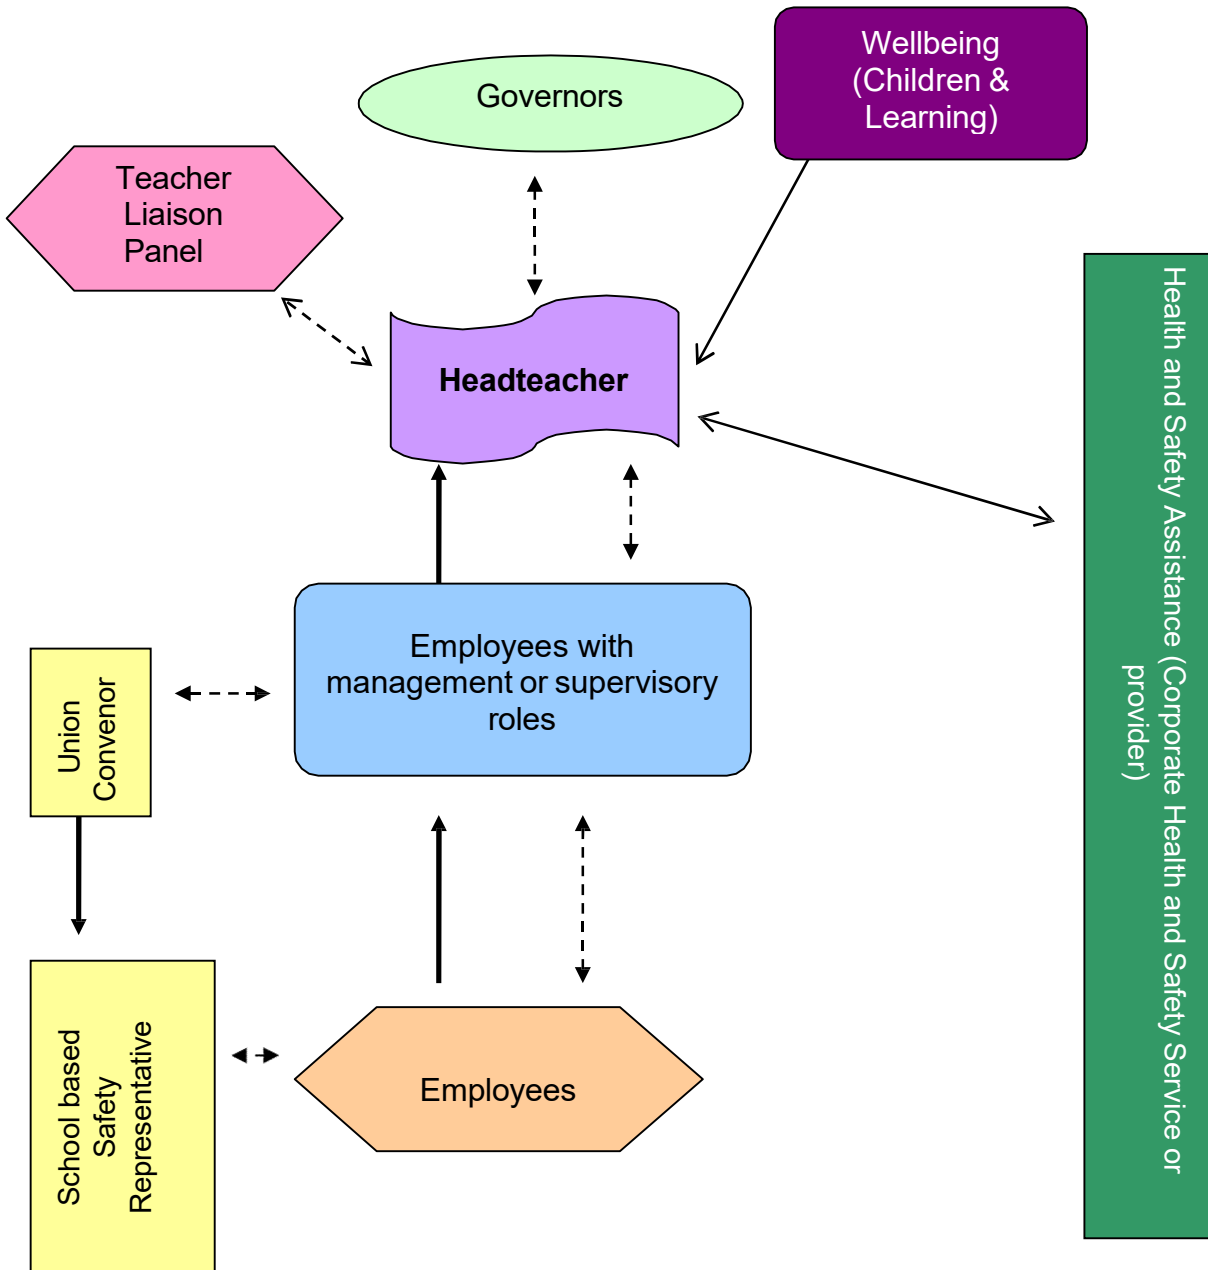 Wellbeing
(Children &
Learning)
Governors
Teacher
Liaison
Panel
Headteacher
Health and Safety Assistance (Corporate Health and Safety Service or
provider)
Employees with
management or supervisory
roles
Union
Convenor
School based
Safety
Representative
Employees